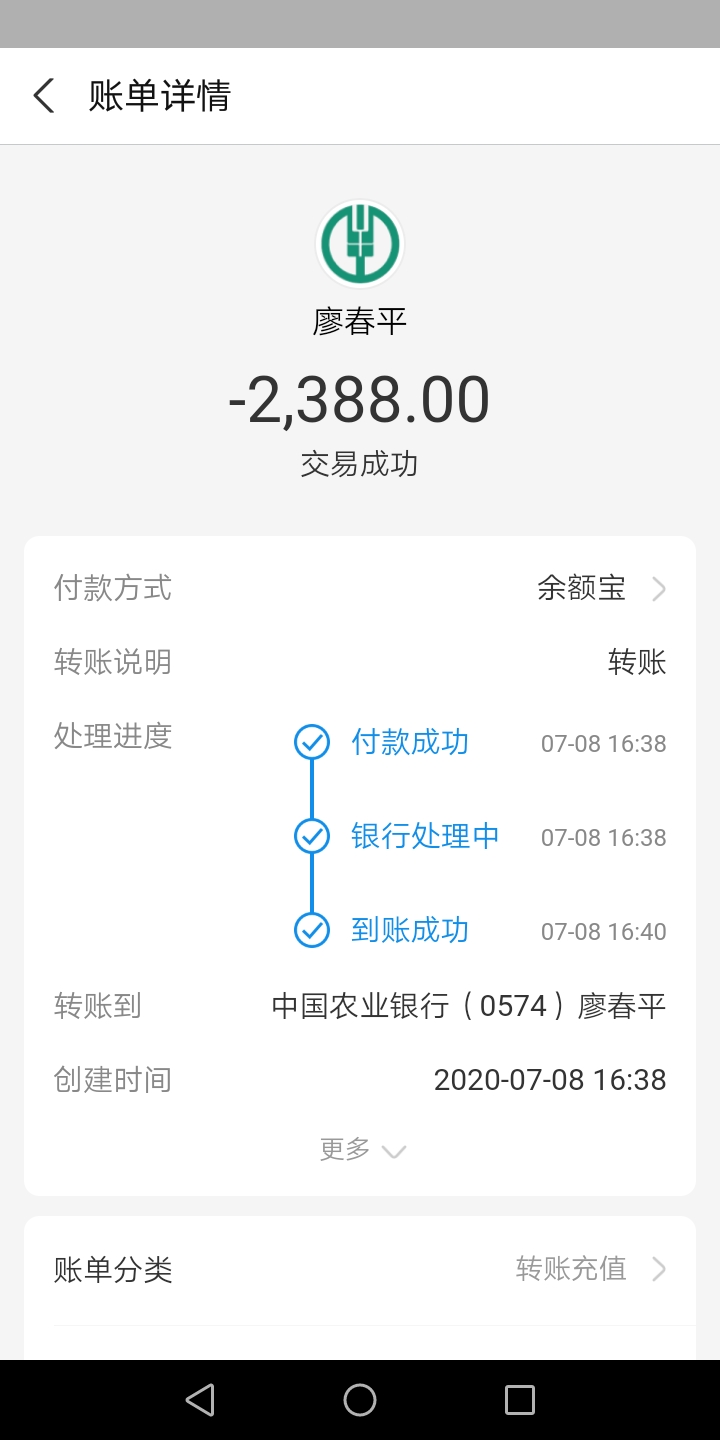 账单详情
廖春平
-2,388.00
交易成功
付款方式 余额宝
转账说明 转账
处理进度 付款成功 07-08 16:38
银行处理中 07-08 16:38
到账成功 07-08 16:40
转账到 中国农业银行（0574）廖春平
创建时间 2020-07-08 16:38
更多
账单分类 转账充值